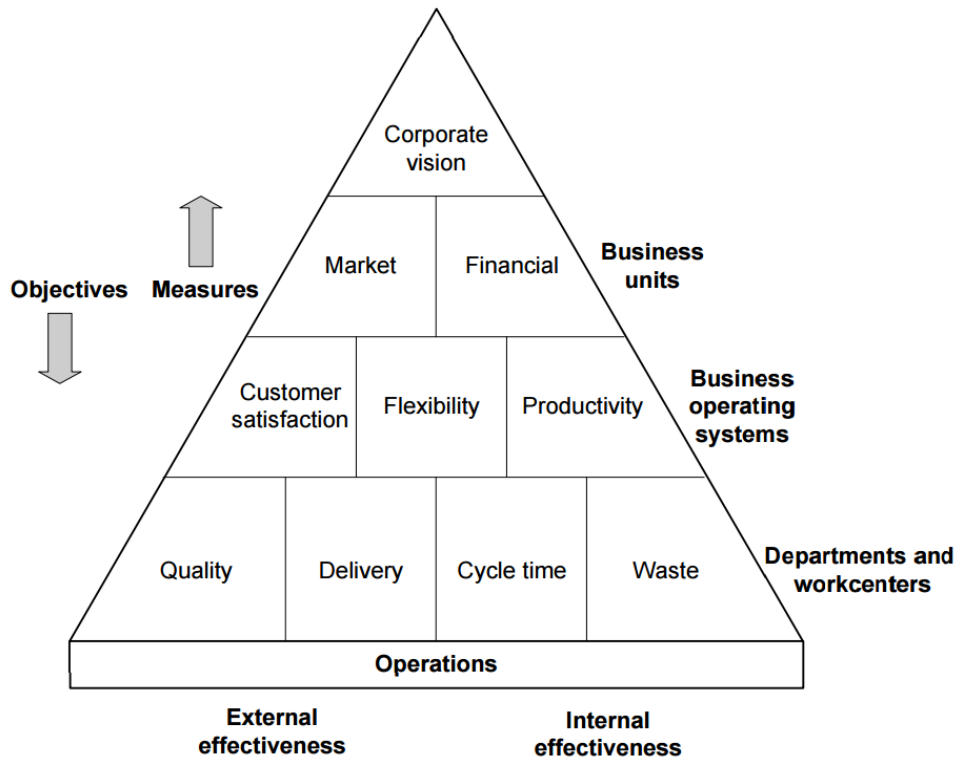 Corporate
vision
Market
Financial
Business
units
Objectives
Measures
Customer
satisfaction
Flexibility
Productivity
Business
operating
systems
Quality
Delivery
Cycle time
Waste
Departments and
workcenters
Operations
External
effectiveness
Internal
effectiveness